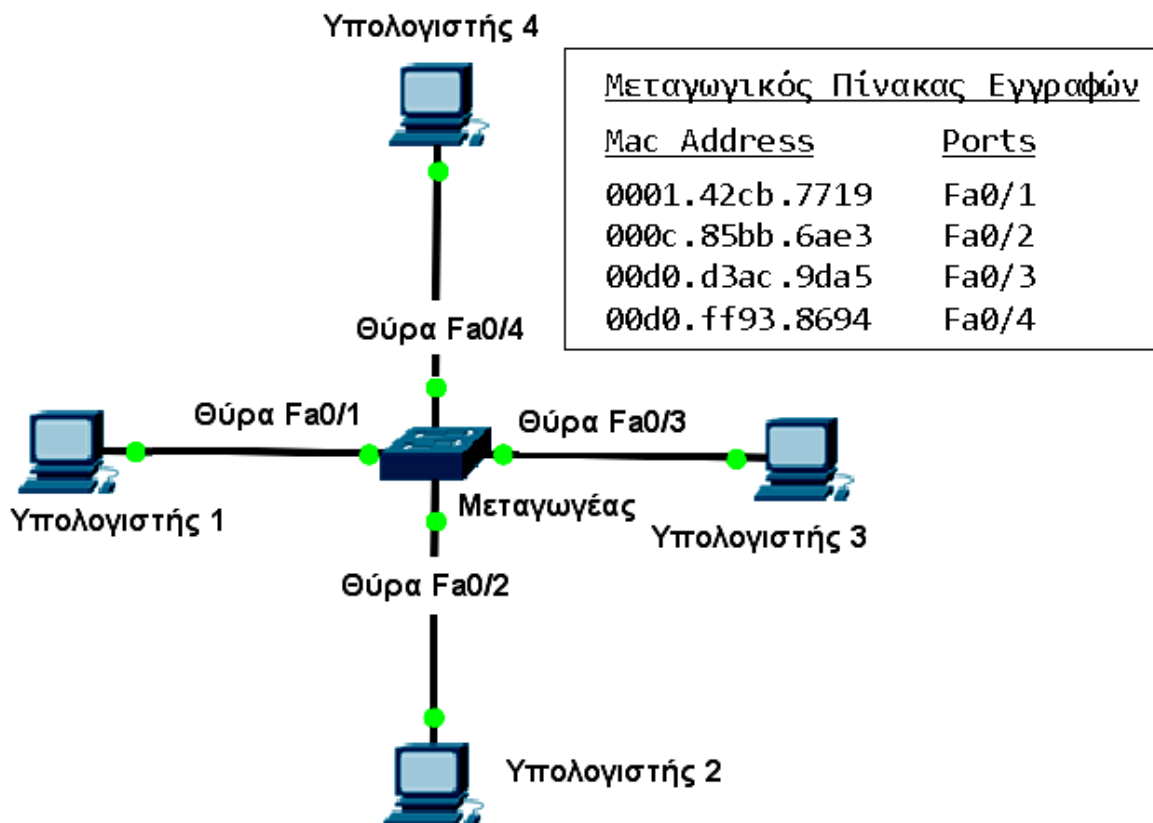 Υπολογιστής 4
Μεταγωγικός Πίνακας Εγγραφών
Mac Address Ports
0001.42cb.7719 Fa0/1
000c.85bb.6ae3 Fa0/2
00d0.d3ac.9da5 Fa0/3
00d0.ff93.8694 Fa0/4
Θύρα Fa0/4
Θύρα Fa0/1
Θύρα Fa0/3
Μεταγωγέας
Υπολογιστής 1
Υπολογιστής 3
Θύρα Fa0/2
Υπολογιστής 2